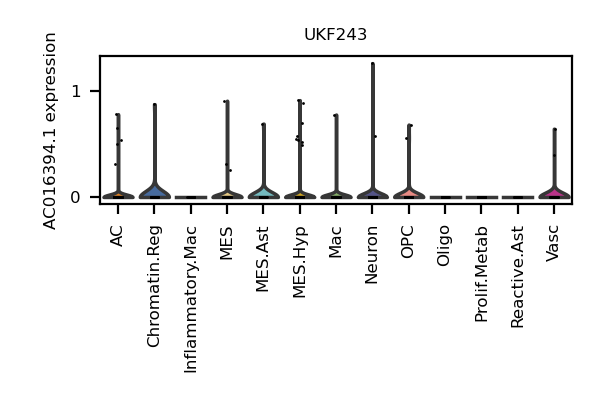 UKF243
AC016394.1 expression
1
0
AC
Chromatin.Reg
Inflammatory.Mac
MES
MES.Ast
MES.Hyp
Mac
Neuron
OPC
Oligo
Prolif.Metab
Reactive.Ast
Vasc